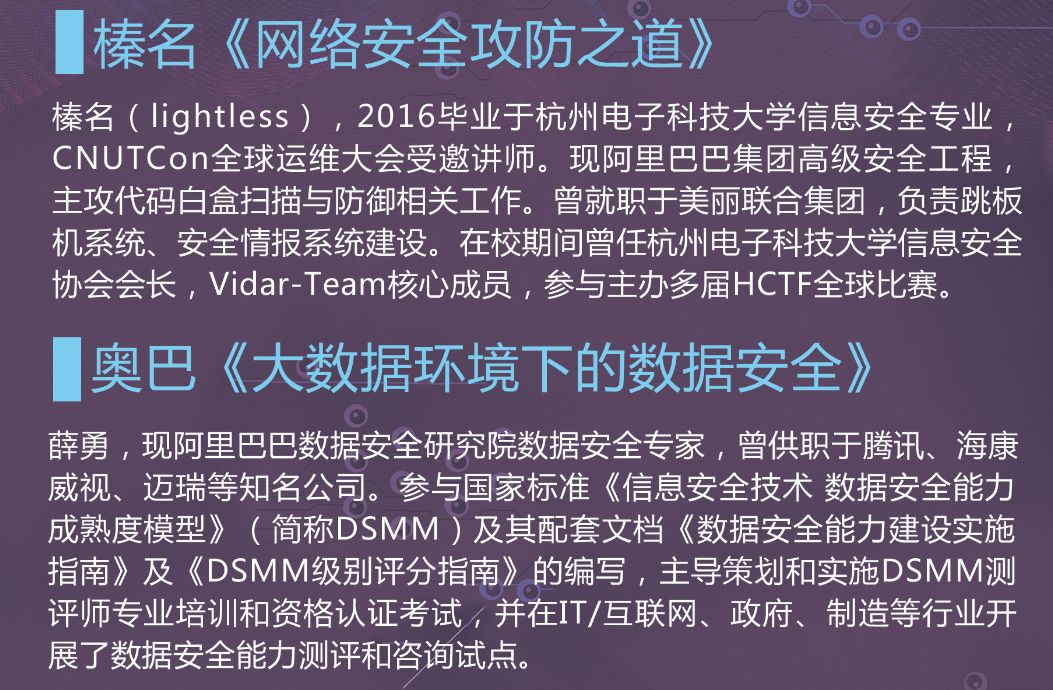 榛名《网络安全攻防之道》
榛名（lightless），2016毕业于杭州电子科技大学信息安全专业，
CNUTCon全球运维大会受邀讲师。现阿里巴巴集团高级安全工程，
主攻代码白盒扫描与防御相关工作。曾就职于美丽联合集团，负责跳板
机系统、安全情报系统建设。在校期间曾任杭州电子科技大学信息安全
协会会长，Vidar-Team核心成员，参与主办多届HCTF全球比赛。
奥巴《大数据环境下的数据安全》
薛勇，现阿里巴巴数据安全研究院数据安全专家，曾供职于腾讯、海康
威视、迈瑞等知名公司。参与国家标准《信息安全技术 数据安全能力
成熟度模型》（简称DSMM）及其配套文档《数据安全能力建设实施
指南》及《DSMM级别评分指南》的编写，主导策划和实施DSMM测
评师专业培训和资格认证考试，并在IT/互联网、政府、制造等行业开
展了数据安全能力测评和咨询试点。